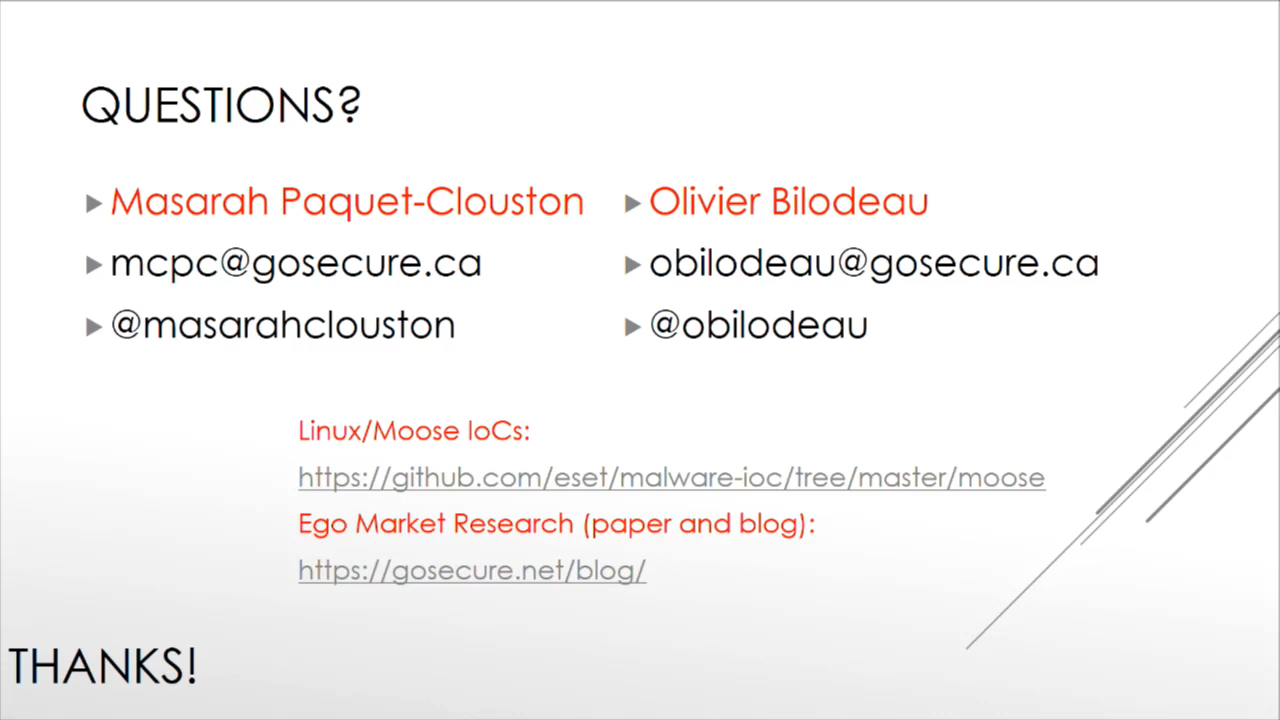 QUESTIONS?
Masarah Paquet-Clouston
mcpc@gosecure.ca
@masarahclouston
Olivier Bilodeau
obilodeau@gosecure.ca
@obilodeau
Linux/Moose IoCs:
https://github.com/eset/malware-ioc/tree/master/moose
Ego Market Research (paper and blog):
https://gosecure.net/blog/
THANKS!